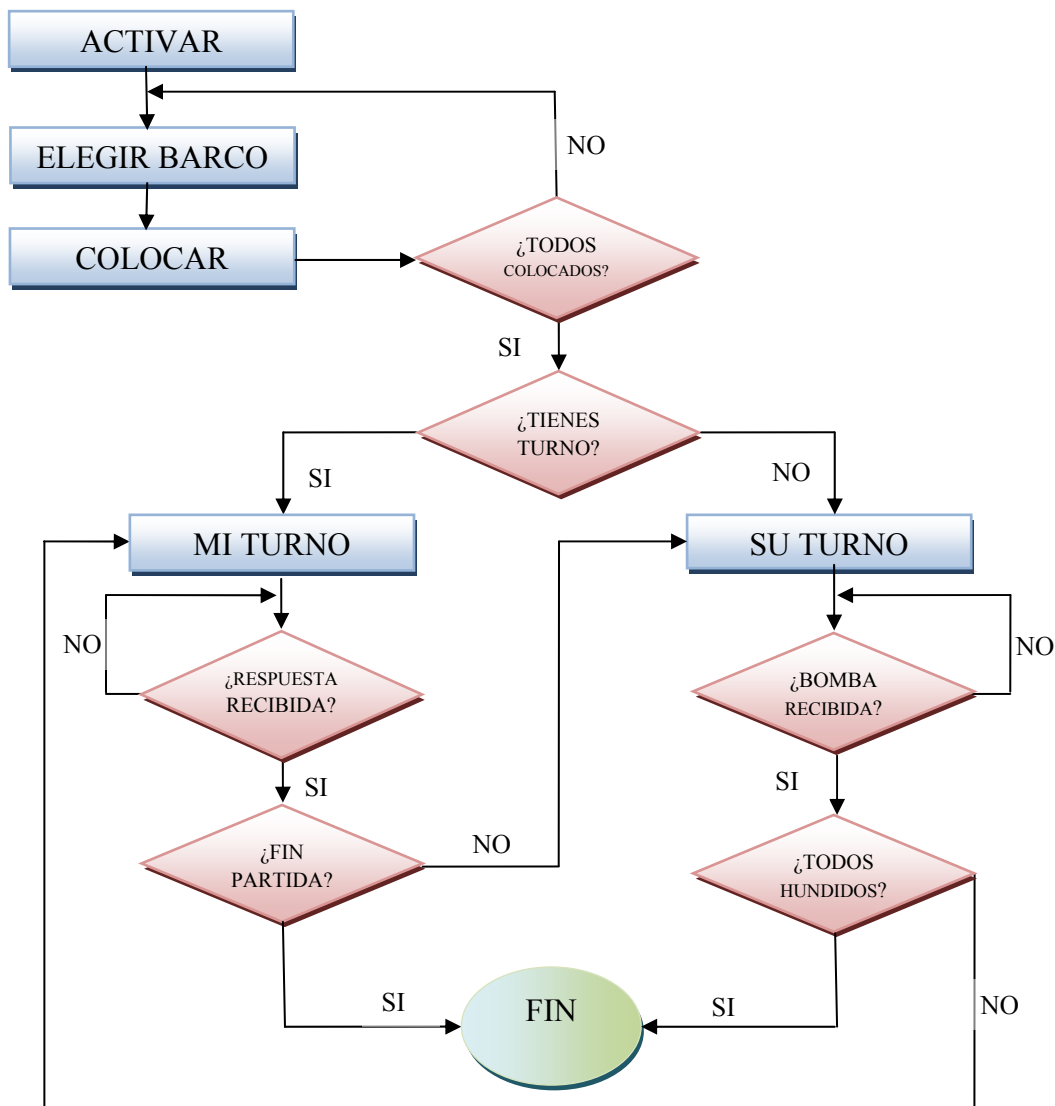 ACTIVAR
ELEGIR BARCO
NO
COLOCAR
¿TODOS
COLOCADOS?
SI
¿TIENES
TURNO?
SI
NO
MI TURNO
SU TURNO
NO
¿RESPUESTA
RECIBIDA?
¿BOMBA
RECIBIDA?
NO
SI
SI
¿FIN
PARTIDA?
NO
¿TODOS
HUNDIDOS?
SI
FIN
SI
NO